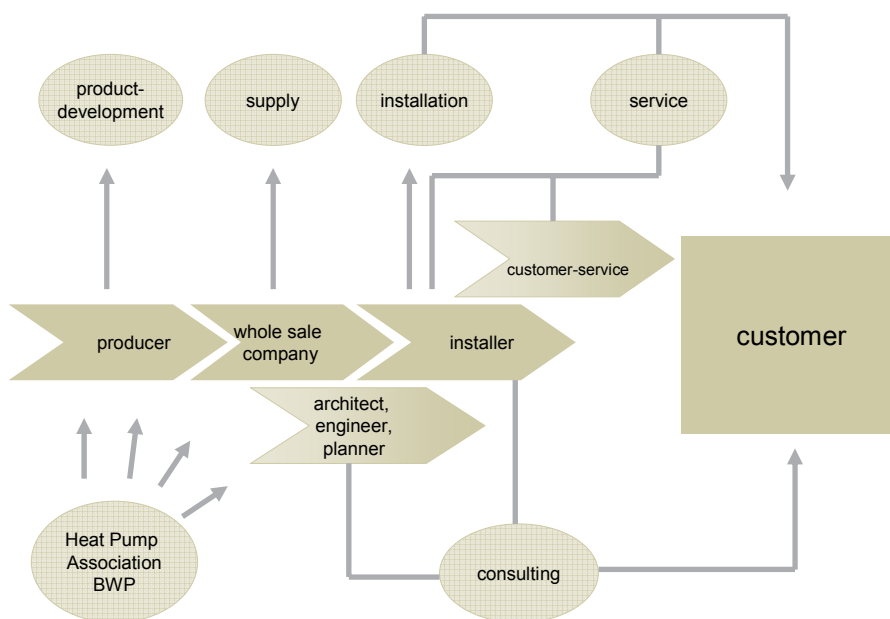 product-
development
supply
installation
service
customer-service
customer
producer
whole sale
company
installer
architect,
engineer,
planner
Heat Pump
Association
BWP
consulting